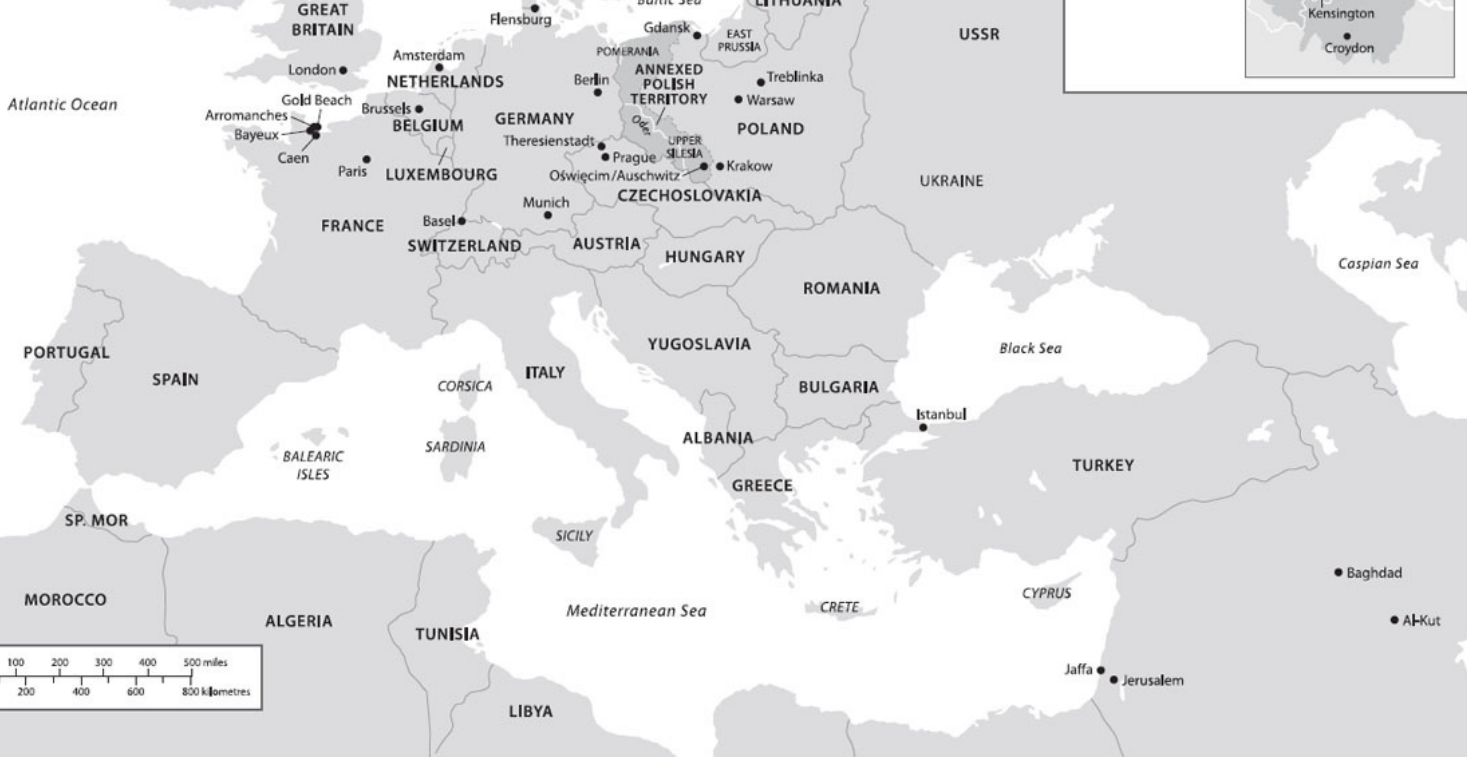 Baltic Sea
LITHUANIA
GREAT
BRITAIN
Flensburg
Gdansk
EAST
PRUSSIA
USSR
Kensington
Croydon
POMERANIA
Amsterdam
London
NETHERLANDS
Berlin
ANNEXED
POLISH
TERRITORY
Treblinka
Warsaw
Atlantic Ocean
Gold Beach
Arromanches
Bayeux
Caen
Brussels
BELGIUM
GERMANY
Oder
POLAND
Theresienstadt
Prague
UPPER
SILESIA
Krakow
Paris
LUXEMBOURG
Oświęcim/Auschwitz
CZECHOSLOVAKIA
UKRAINE
Munich
FRANCE
Basel
SWITZERLAND
AUSTRIA
HUNGARY
Caspian Sea
ROMANIA
PORTUGAL
SPAIN
YUGOSLAVIA
Black Sea
CORSICA
ITALY
BULGARIA
Istanbul
SARDINIA
ALBANIA
BALEARIC
ISLES
TURKEY
GREECE
SP. MOR
SICILY
Baghdad
MOROCCO
ALGERIA
TUNISIA
Mediterranean Sea
CRETE
CYPRUS
Al-Kut
100 200 300 400 500 miles
200 400 600 800 kilometres
Jaffa
Jerusalem
LIBYA